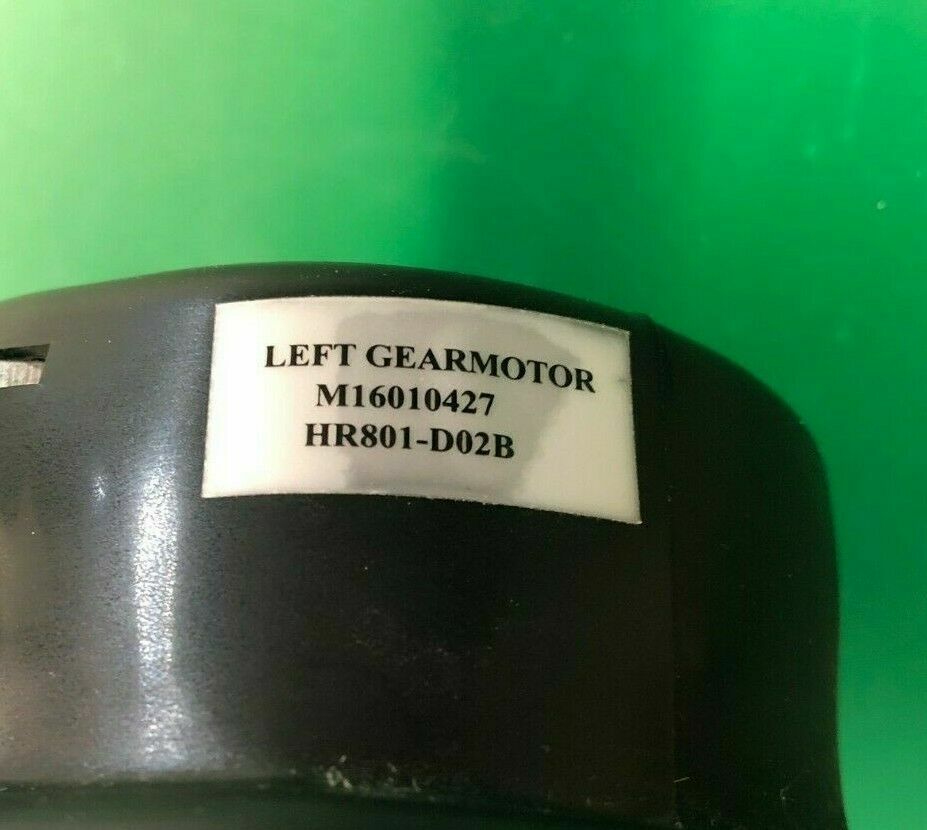 LEFT GEARMOTOR
M16010427
HR801-D02B